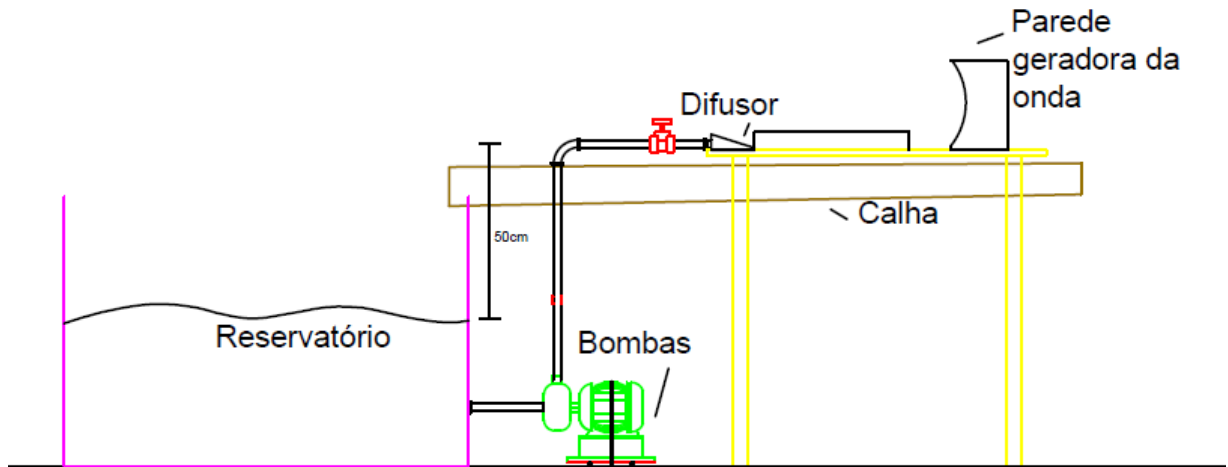 Parede
geradora da
onda
Difusor
Calha
50cm
Reservatório
Bombas